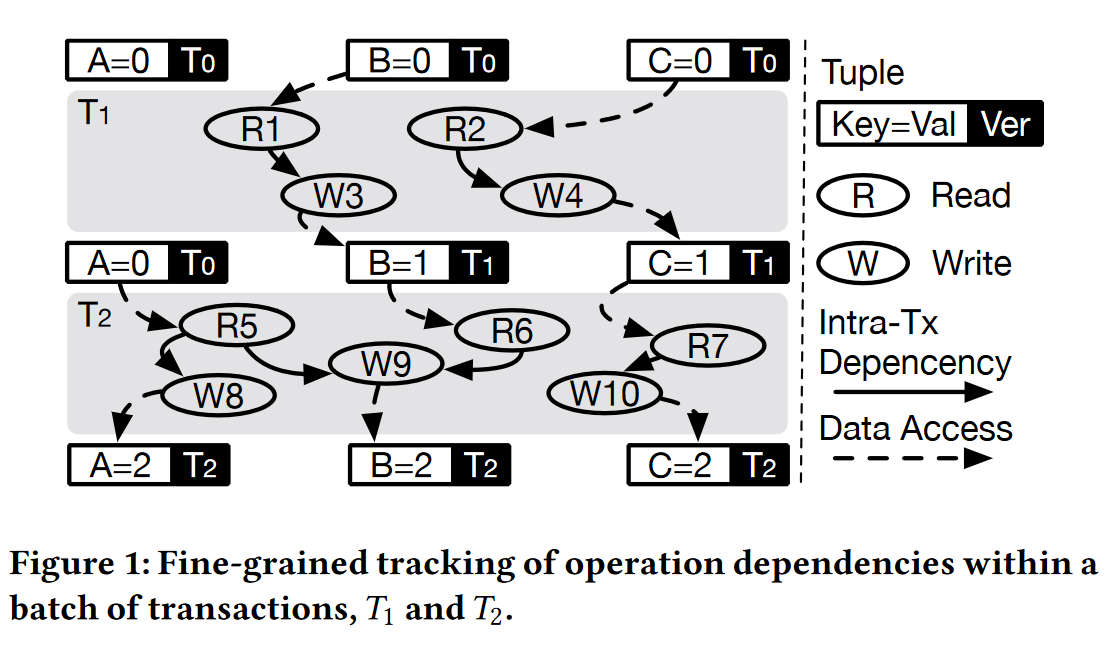 A=0 T0 B=0 T0 C=0 T0
T1
R1 R2
W3 W4
A=0 T0 B=1 T1 C=1 T1
T2
R5 R6 R7
W8 W9 W10
A=2 T2 B=2 T2 C=2 T2
Tuple
Key=Val Ver
R Read
W Write
Intra-Tx
Depencency
Data Access
Figure 1: Fine-grained tracking of operation dependencies within a
batch of transactions, T1 and T2.